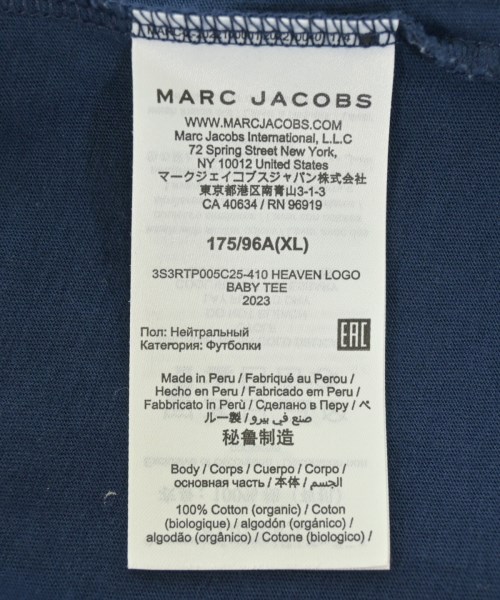 MARC JACOBS
WWW.MARCJACOBS.COM
Marc Jacobs International, L.L.C
72 Spring Street New York,
NY 10012 United States
マークジェイコブスジャパン株式会社
東京都港区南青山3-1-3
CA 40634 / RN 96919
175/96A(XL)
3S3RTP005C25-410 HEAVEN LOGO
BABY TEE
2023
Пол: Нейтральный
Категория: Футболки
EAC
Made in Peru / Fabriqué au Perou /
Hecho en Peru / Fabricado em Peru /
Fabbricato in Perù / Сделано в Перу / ペ
ルー製 / صنع في بيرو /
秘鲁制造
Body / Corps / Cuerpo / Corpo /
основная часть / 本体 / الجسم /
100% Cotton (organic) / Coton
(biologique) / algodón (orgánico) /
algodão (orgânico) / Cotone (biologico) /